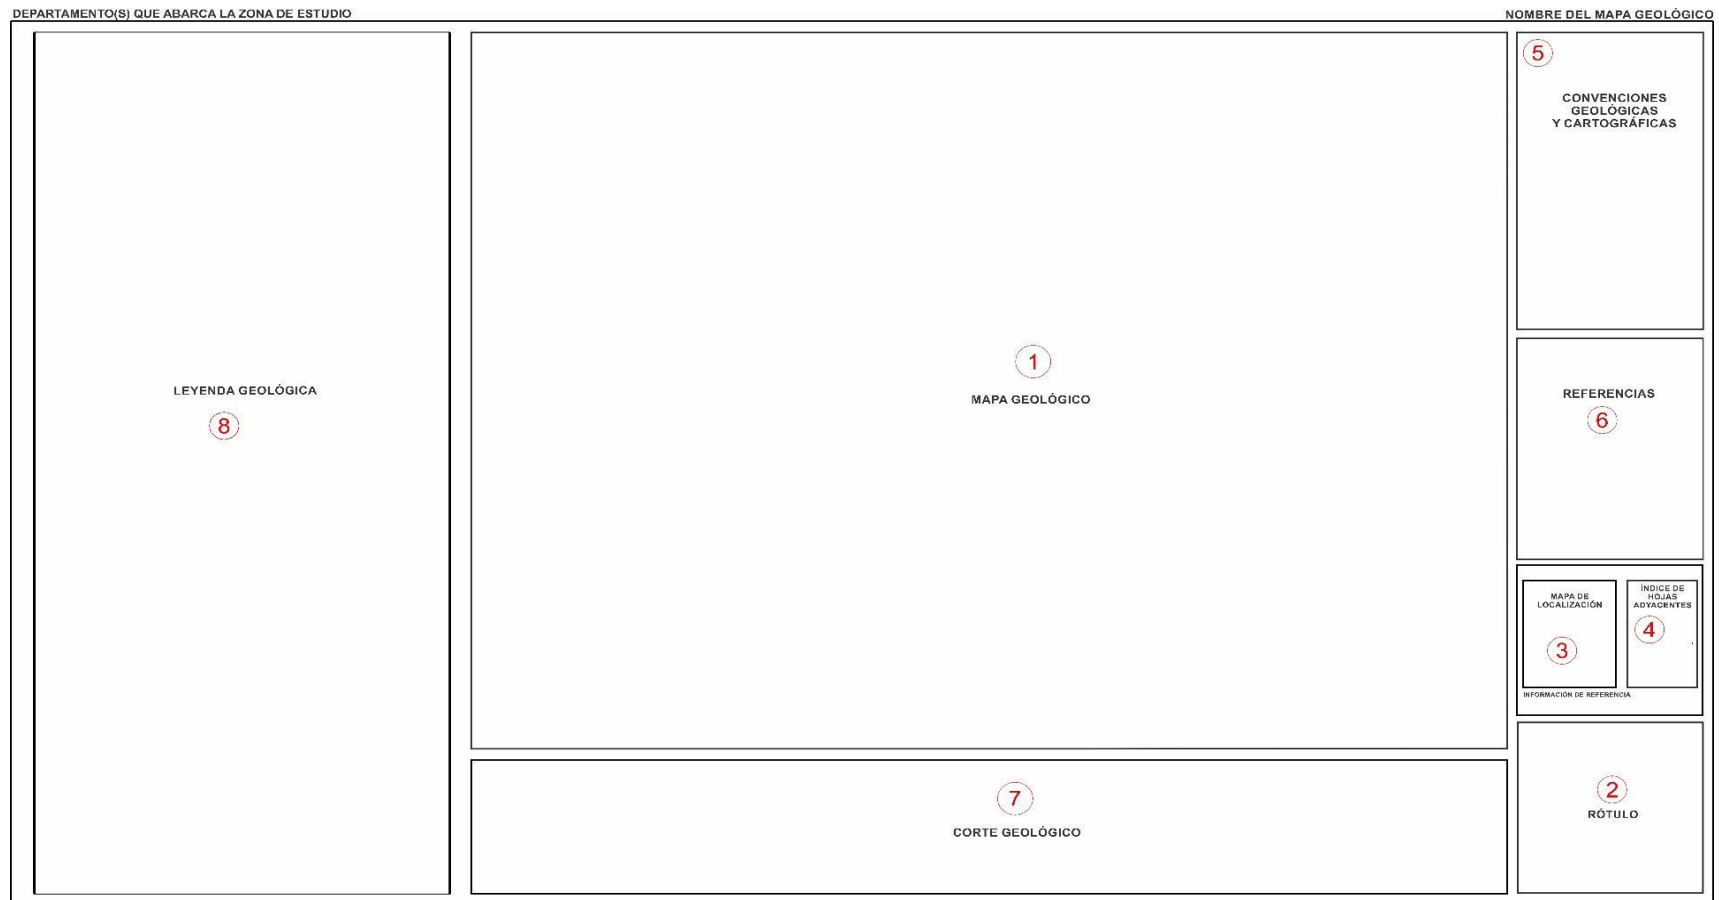 DEPARTAMENTO(S) QUE ABARCA LA ZONA DE ESTUDIO
NOMBRE DEL MAPA GEOLÓGICO
LEYENDA GEOLÓGICA
8
1
MAPA GEOLÓGICO
7
CORTE GEOLÓGICO
5
CONVENCIONES
GEOLÓGICAS
Y CARTOGRÁFICAS
REFERENCIAS
6
MAPA DE
LOCALIZACIÓN
3
ÍNDICE DE
HOJAS
ADYACENTES
4
INFORMACIÓN DE REFERENCIA
2
RÓTULO